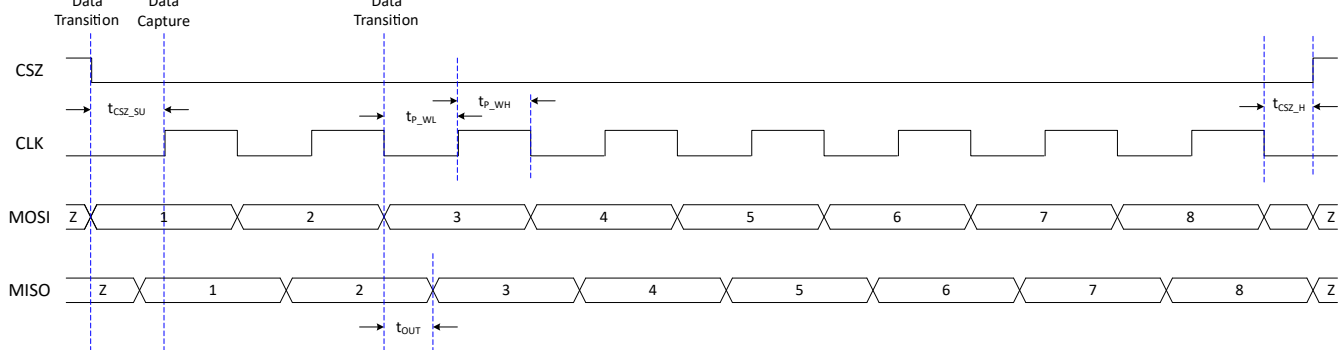 Data Data Data
Transition Capture Transition
CSZ
tCSZ_SU tP_WL tP_WH tCSZ_H
CLK
MOSI Z 1 2 3 4 5 6 7 8 Z
MISO Z 1 2 3 4 5 6 7 8 Z
tOUT